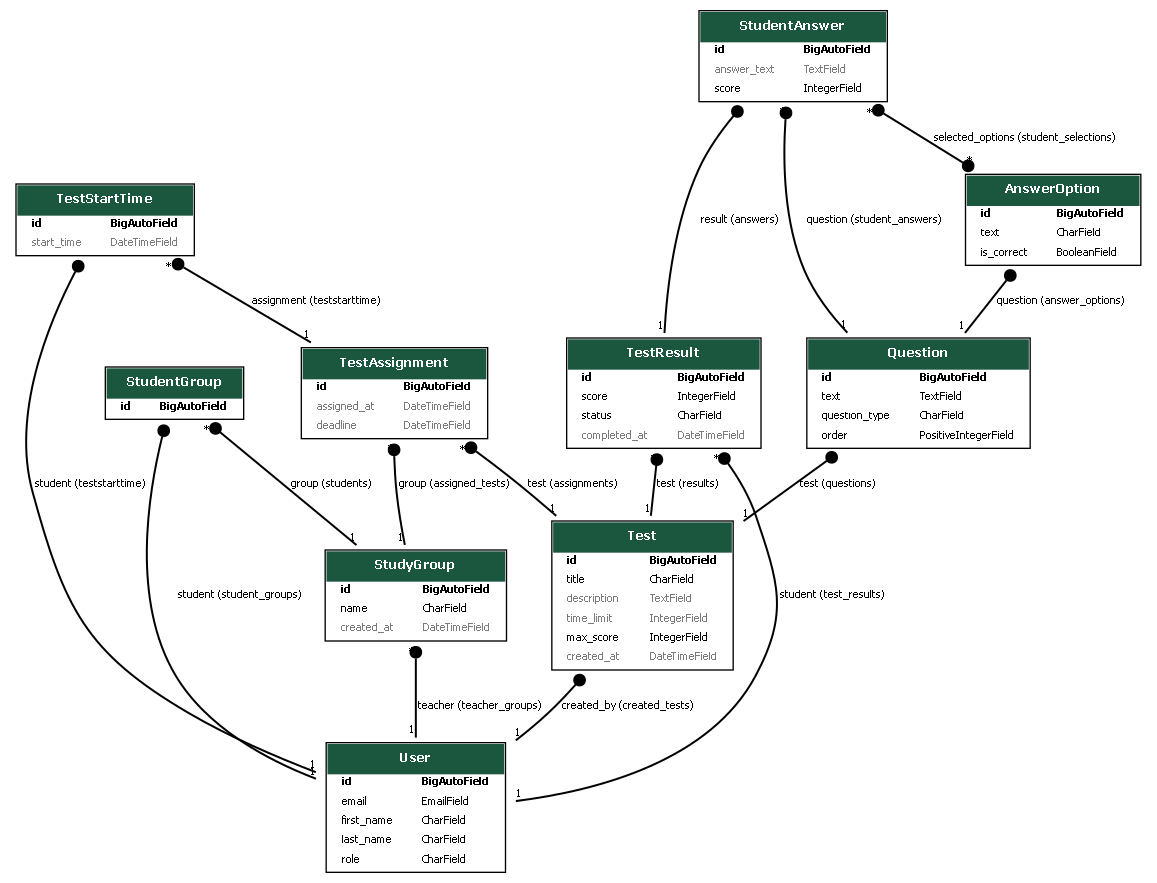 StudentAnswer
id BigAutoField
answer_text TextField
score IntegerField
* selected_options (student_selections)
*
AnswerOption
id BigAutoField
text CharField
is_correct BooleanField
result (answers)
question (student_answers)
question (answer_options)
1
1
1
TestStartTime
id BigAutoField
start_time DateTimeField
*
assignment (teststarttime)
1
TestAssignment
id BigAutoField
assigned_at DateTimeField
deadline DateTimeField
StudentGroup
id BigAutoField
*
TestResult
id BigAutoField
score IntegerField
status CharField
completed_at DateTimeField
Question
id BigAutoField
text TextField
question_type CharField
order PositiveIntegerField
*
*
student (teststarttime)
group (students)
group (assigned_tests)
test (assignments)
test (results)
test (questions)
1
1
1
1
1
StudyGroup
id BigAutoField
name CharField
created_at DateTimeField
Test
id BigAutoField
title CharField
description TextField
time_limit IntegerField
max_score IntegerField
created_at DateTimeField
student (student_groups)
student (test_results)
teacher (teacher_groups)
created_by (created_tests)
1
1
1
1
1
User
id BigAutoField
email EmailField
first_name CharField
last_name CharField
role CharField